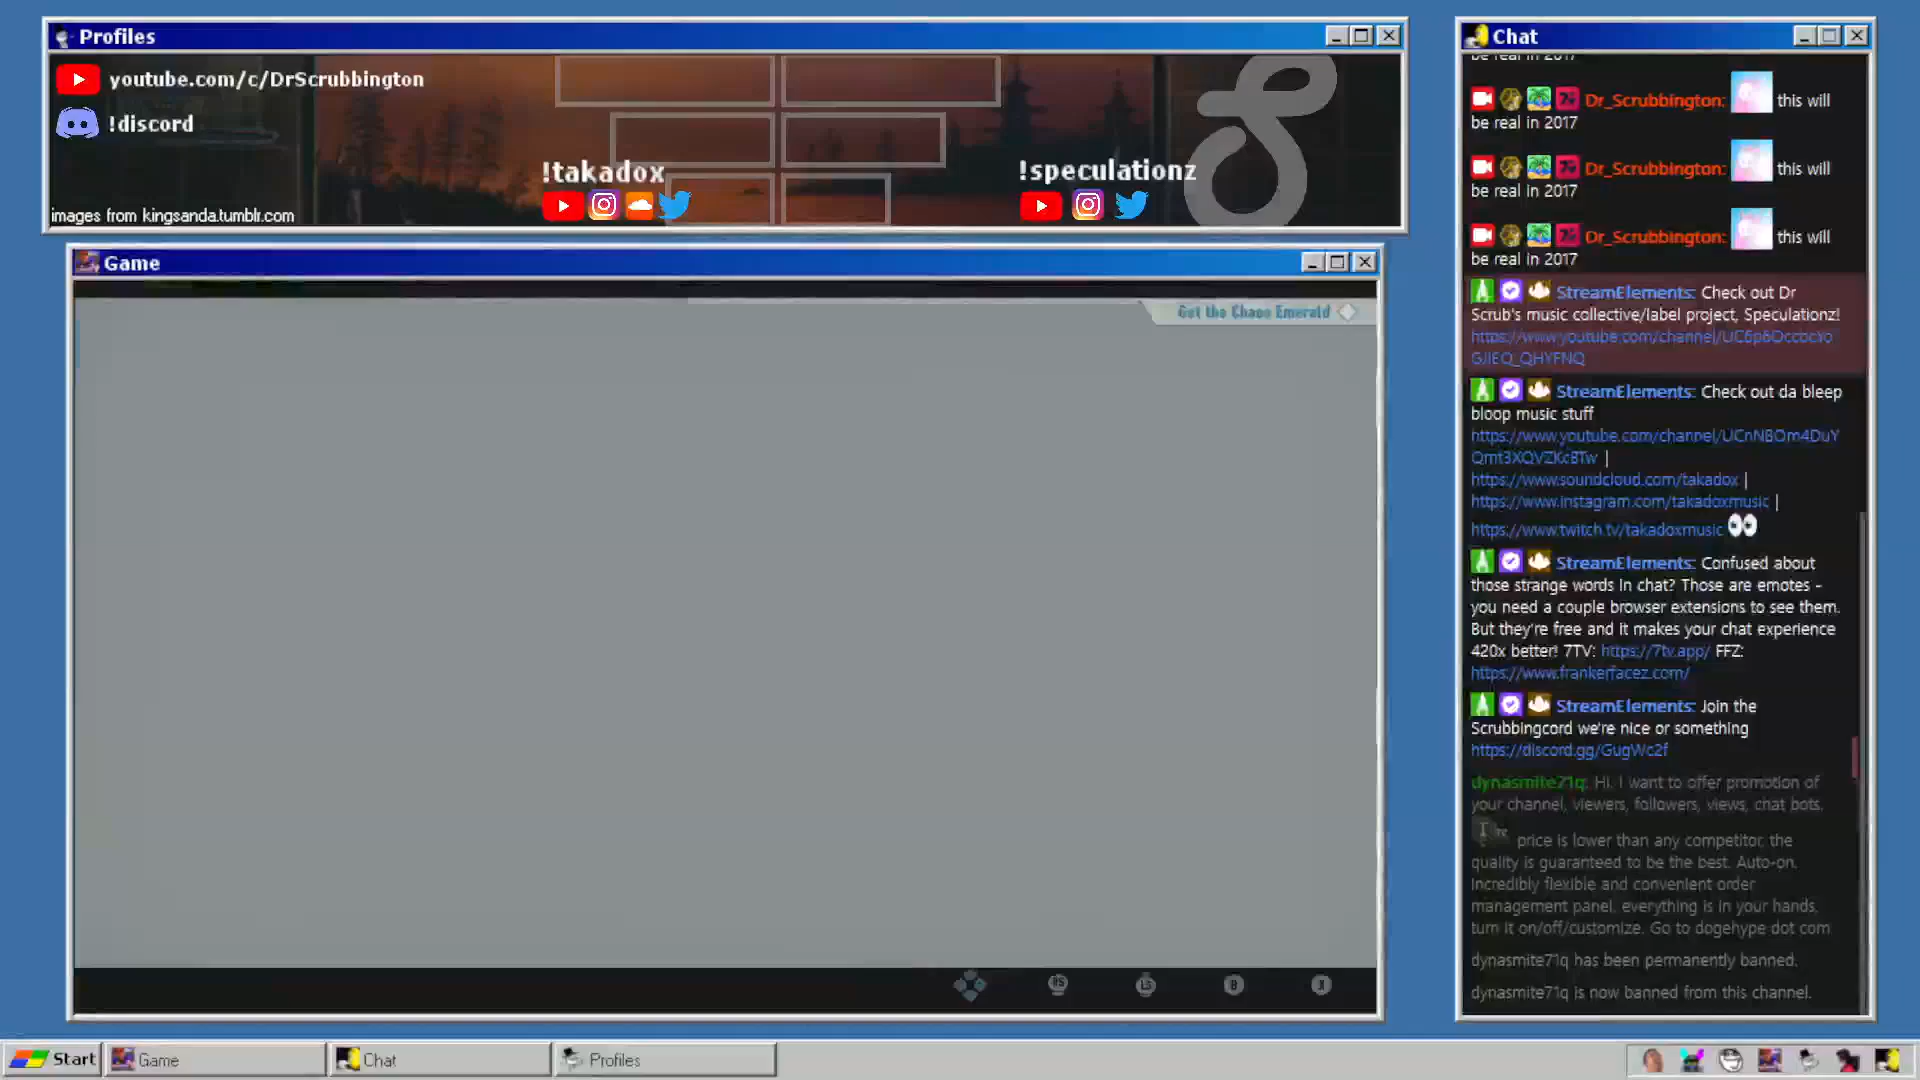 Profiles
youtube.com/c/DrScrubbington
!discord
!takadox
!speculationz
images from kingsanda.tumblr.com
Game
Get the Chaos Emerald
RS
LS
B
X
Chat
be real in 2017
Dr_Scrubbington: this will
be real in 2017
Dr_Scrubbington: this will
be real in 2017
Dr_Scrubbington: this will
be real in 2017
StreamElements: Check out Dr
Scrub's music collective/label project, Speculationz!
StreamElements: Check out da bleep
bloop music stuff
https://www.soundcloud.com/takadox |
https://www.instagram.com/takadoxmusic |
https://www.twitch.tv/takadoxmusic
StreamElements: Confused about
those strange words in chat? Those are emotes -
you need a couple browser extensions to see them.
But they're free and it makes your chat experience
420x better! 7TV: https://7tv.app/ FFZ:
https://www.frankerfacez.com/
StreamElements: Join the
Scrubbingcord we're nice or something
https://discord.gg/GugWc2f
dynasmite71q: Hi. I want to offer promotion of
your channel, viewers, followers, views, chat bots.
price is lower than any competitor, the
quality is guaranteed to be the best. Auto-on.
Incredibly flexible and convenient order
management panel, everything is in your hands,
turn it on/off/customize. Go to dogehype dot com
dynasmite71q has been permanently banned.
dynasmite71q is now banned from this channel.
Start
Game
Chat
Profiles